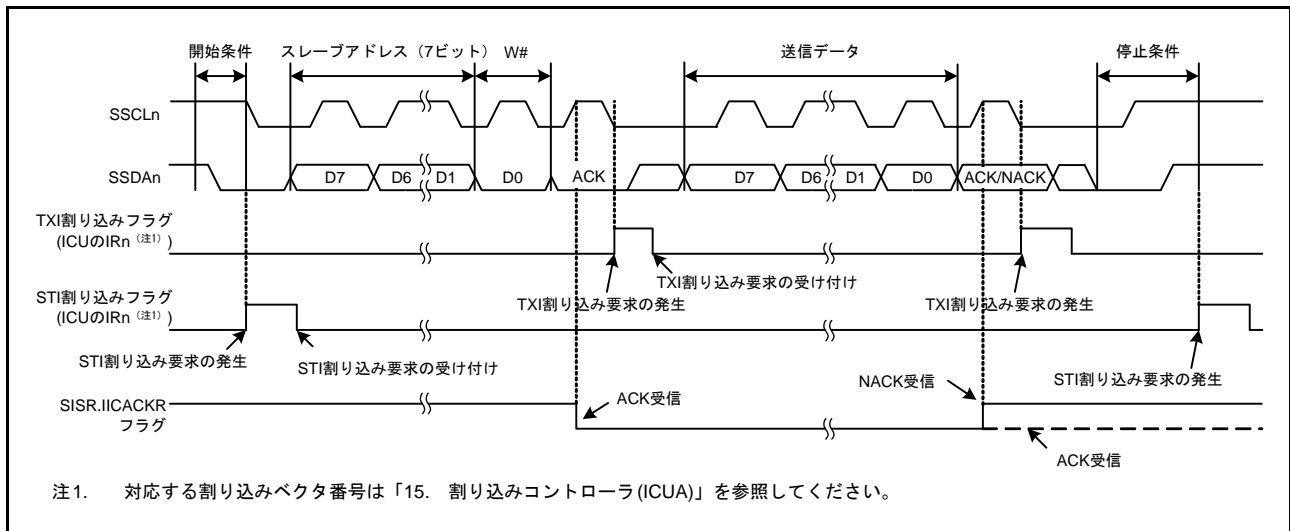 開始条件 スレーブアドレス（7ビット） W# 送信データ 停止条件
SSCLn
SSDAn
D7 D6 D1 D0 ACK D7 D6 D1 D0 ACK/NACK
TXI割り込みフラグ
(ICUのIRn（注1）)
TXI割り込み要求の受け付け
TXI割り込み要求の発生
TXI割り込み要求の発生
STI割り込みフラグ
(ICUのIRn（注1）)
STI割り込み要求の発生
STI割り込み要求の受け付け
STI割り込み要求の発生
SISR.IICACKR
フラグ
ACK受信
NACK受信
ACK受信
注1. 対応する割り込みベクタ番号は「15. 割り込みコントローラ(ICUA)」を参照してください。